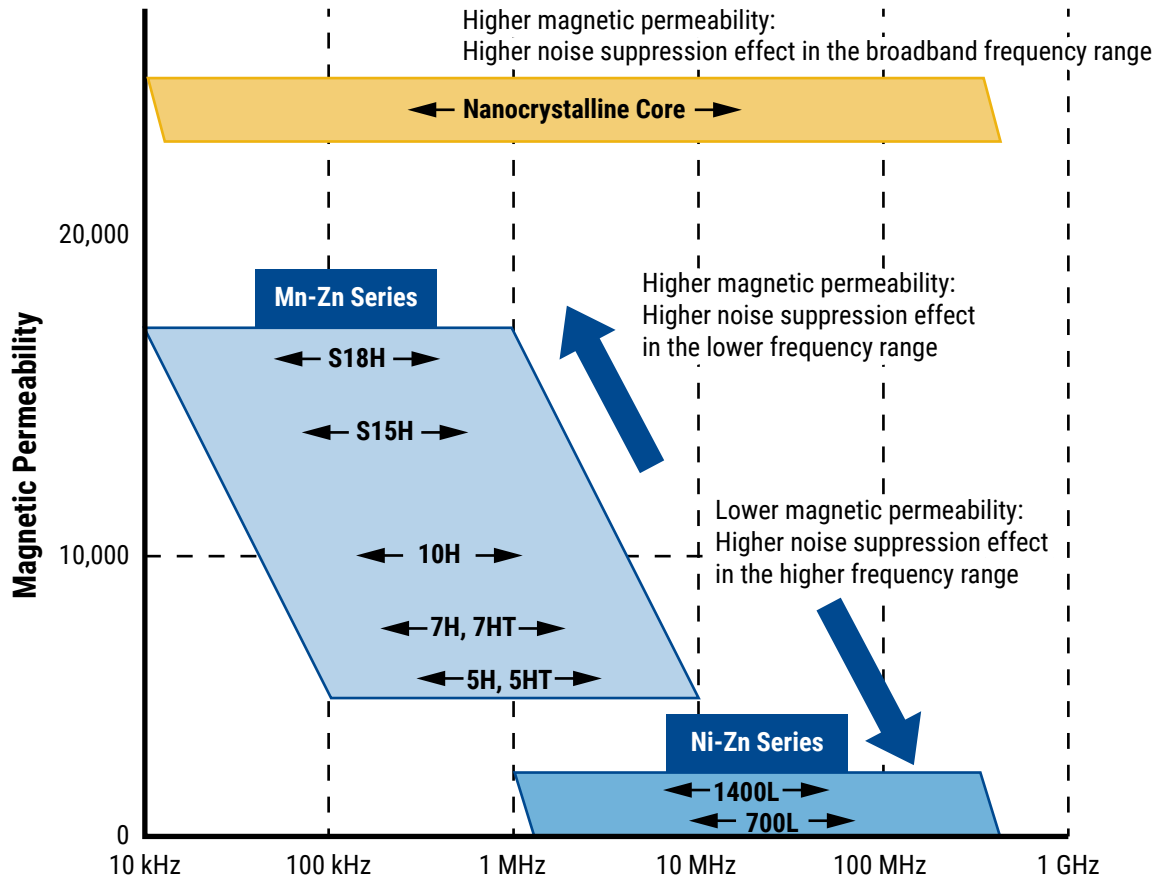 Higher magnetic permeability:
Higher noise suppression effect in the broadband frequency range
Nanocrystalline Core
20,000
Mn-Zn Series
Higher magnetic permeability:
Higher noise suppression effect
in the lower frequency range
S18H
S15H
Magnetic Permeability
Lower magnetic permeability:
Higher noise suppression effect
in the higher frequency range
10,000
10H
7H, 7HT
5H, 5HT
Ni-Zn Series
1400L
700L
0
10 kHz
100 kHz
1 MHz
10 MHz
100 MHz
1 GHz